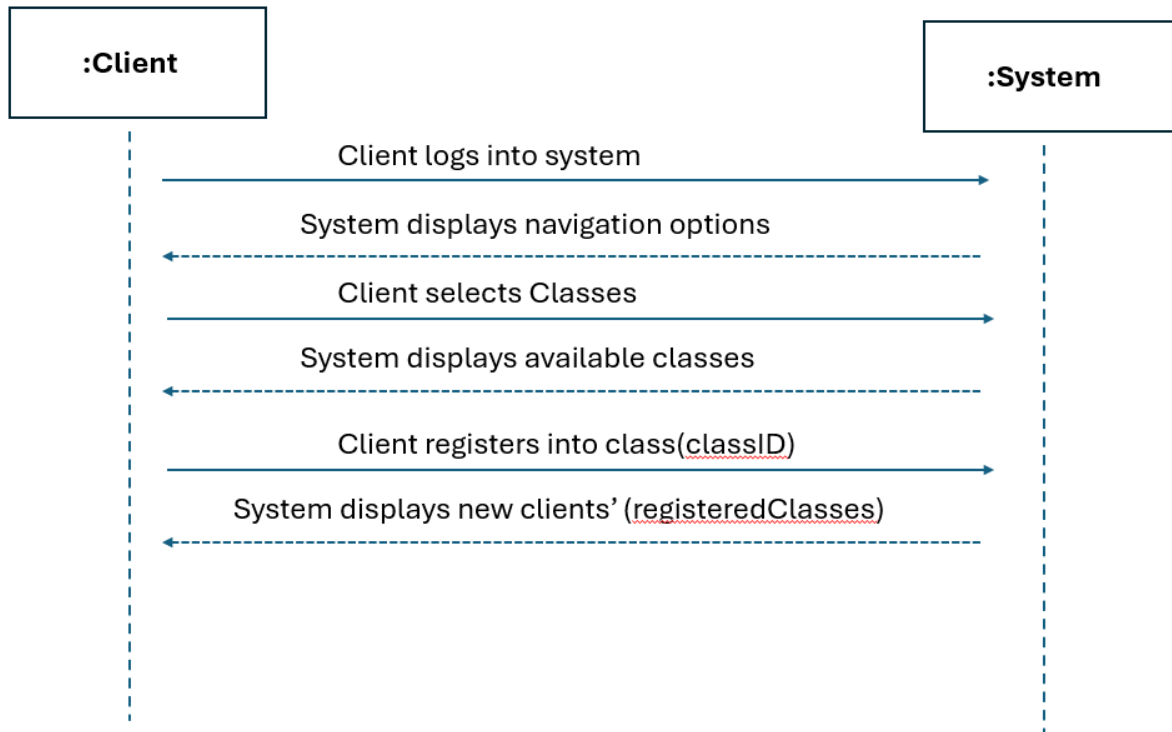 :Client
:System
Client logs into system
System displays navigation options
Client selects Classes
System displays available classes
Client registers into class(classID)
System displays new clients’ (registeredClasses)